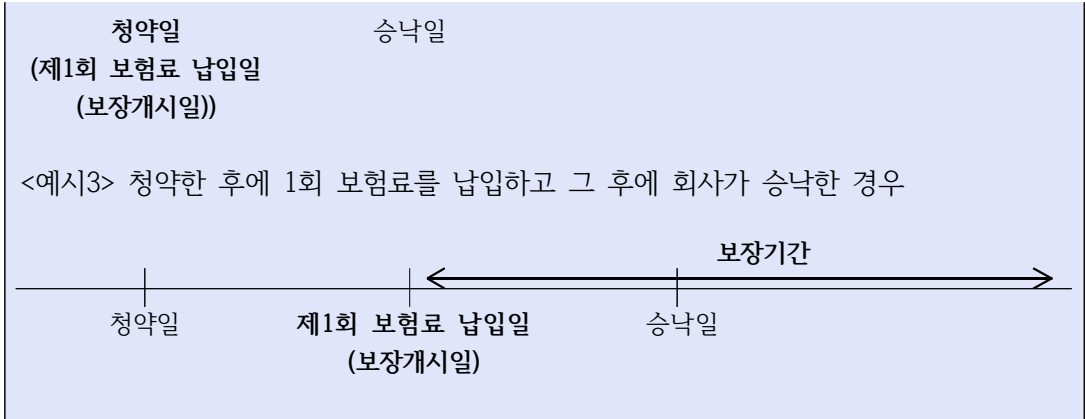 청약일 승낙일
(제1회 보험료 납입일
(보장개시일))
<예시3> 청약한 후에 1회 보험료를 납입하고 그 후에 회사가 승낙한 경우
보장기간
청약일 제1회 보험료 납입일 승낙일
(보장개시일)